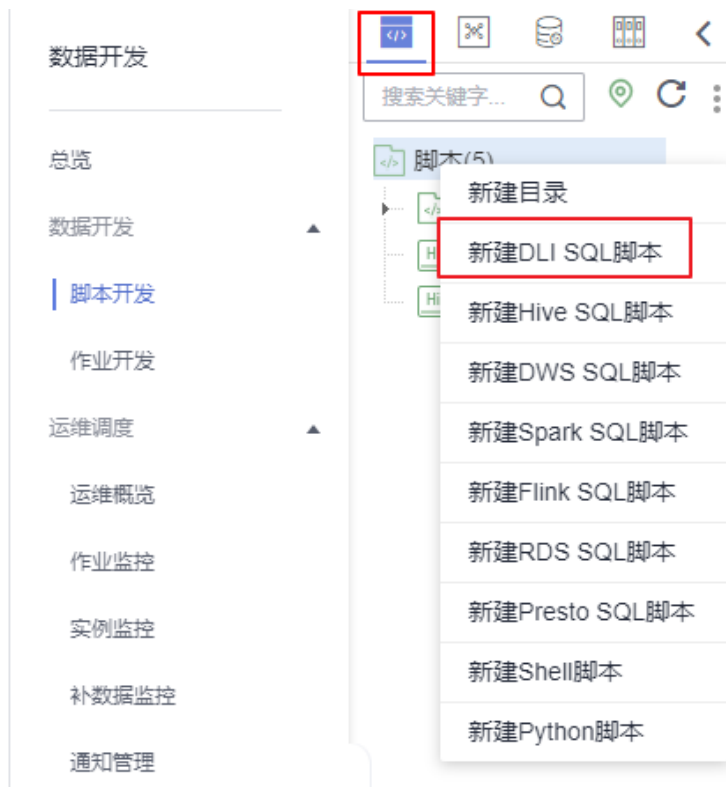 数据开发
总览
数据开发
脚本开发
作业开发
运维调度
运维概览
作业监控
实例监控
补数据监控
通知管理
</>
搜索关键字...
</> 脚本(5)
新建目录
新建DLI SQL脚本
新建Hive SQL脚本
新建DWS SQL脚本
新建Spark SQL脚本
新建Flink SQL脚本
新建RDS SQL脚本
新建Presto SQL脚本
新建Shell脚本
新建Python脚本